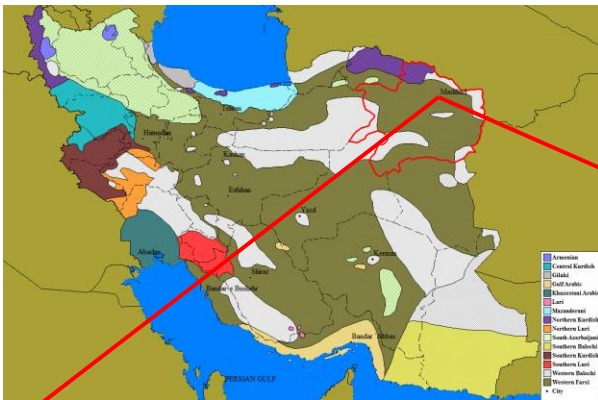 Mashhad
Tehran
Hamedan
Kashan
Esfahan
Yazd
Abadan
Kerman
Shiraz
Bandar-e Bushehr
Bandar Abbas
PERSIAN GULF
Armenian
Central Kurdish
Gilaki
Gulf Arabic
Khuzestani Arabic
Lari
Mazanderani
Northern Kurdish
Northern Luri
South Azerbaijani
Southern Balochi
Southern Kurdish
Southern Luri
Western Balochi
Western Farsi
City